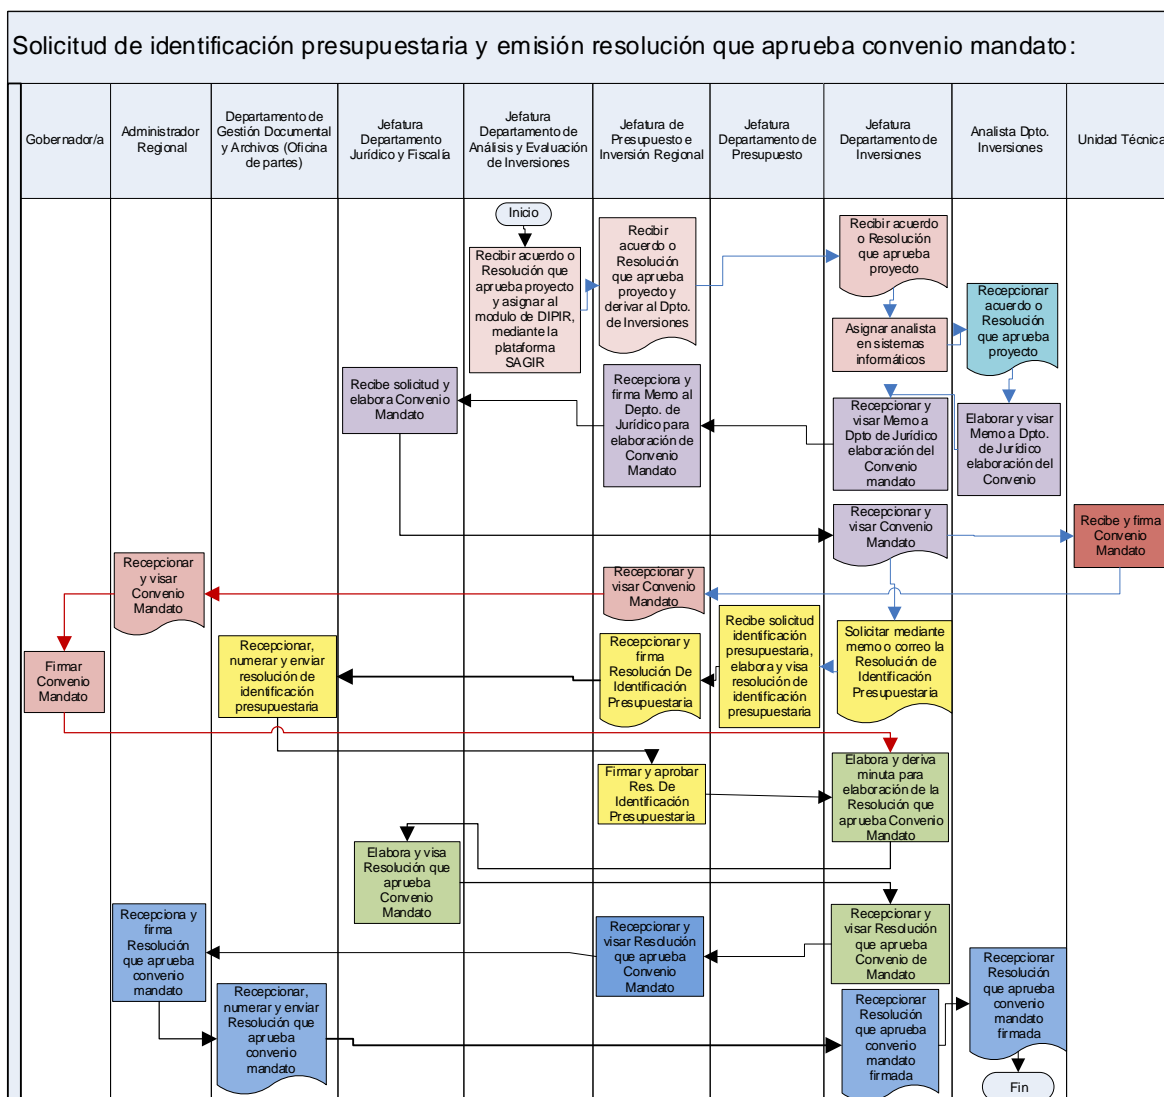 Solicitud de identificación presupuestaria y emisión resolución que aprueba convenio mandato:
Gobernador/a
Administrador
Regional
Departamento de
Gestión Documental
y Archivos (Oficina
de partes)
Jefatura
Departamento
Jurídico y Fiscalía
Jefatura
Departamento de
Análisis y Evaluación
de Inversiones
Jefatura de
Presupuesto e
Inversión Regional
Jefatura
Departamento de
Presupuesto
Jefatura
Departamento de
Inversiones
Analista Dpto.
Inversiones
Unidad Técnica
Inicio
Recibir acuerdo o
Resolución que
aprueba proyecto
y asignar al
modulo de DIPIR,
mediante la
plataforma
SAGIR
Recibir
acuerdo o
Resolución
que aprueba
proyecto y
derivar al Dpto.
de Inversiones
Recibir acuerdo
o Resolución
que aprueba
proyecto
Asignar analista
en sistemas
informáticos
Recepcionar
acuerdo o
Resolución
que aprueba
proyecto
Recibe solicitud y
elabora Convenio
Mandato
Recepciona y
firma Memo al
Depto. de
Jurídico para
elaboración de
Convenio
Mandato
Recepcionar y
visar Memo a
Dpto de Jurídico
elaboración del
Convenio
mandato
Elaborar y visar
Memo a Dpto.
de Jurídico
elaboración del
Convenio
Recepcionar y
visar Convenio
Mandato
Recibe y firma
Convenio
Mandato
Recepcionar
y visar
Convenio
Mandato
Recepcionar y
visar Convenio
Mandato
Firmar
Convenio
Mandato
Recepcionar,
numerar y enviar
resolución de
identificación
presupuestaria
Recepcionar y
firma
Resolución De
Identificación
Presupuestaria
Recibe solicitud
identificación
presupuestaria,
elabora y visa
resolución de
identificación
presupuestaria
Solicitar mediante
memo o correo la
Resolución de
Identificación
Presupuestaria
Firmar y aprobar
Res. De
Identificación
Presupuestaria
Elabora y deriva
minuta para
elaboración de la
Resolución que
aprueba Convenio
Mandato
Elabora y visa
Resolución que
aprueba
Convenio
Mandato
Recepciona y
firma
Resolución
que aprueba
convenio
mandato
Recepcionar y
visar Resolución
que aprueba
Convenio
Mandato
Recepcionar y
visar Resolución
que aprueba
Convenio de
Mandato
Recepcionar
Resolución
que aprueba
convenio
mandato
firmada
Recepcionar,
numerar y enviar
Resolución que
aprueba
convenio
mandato
Recepcionar
Resolución
que aprueba
convenio
mandato
firmada
Fin